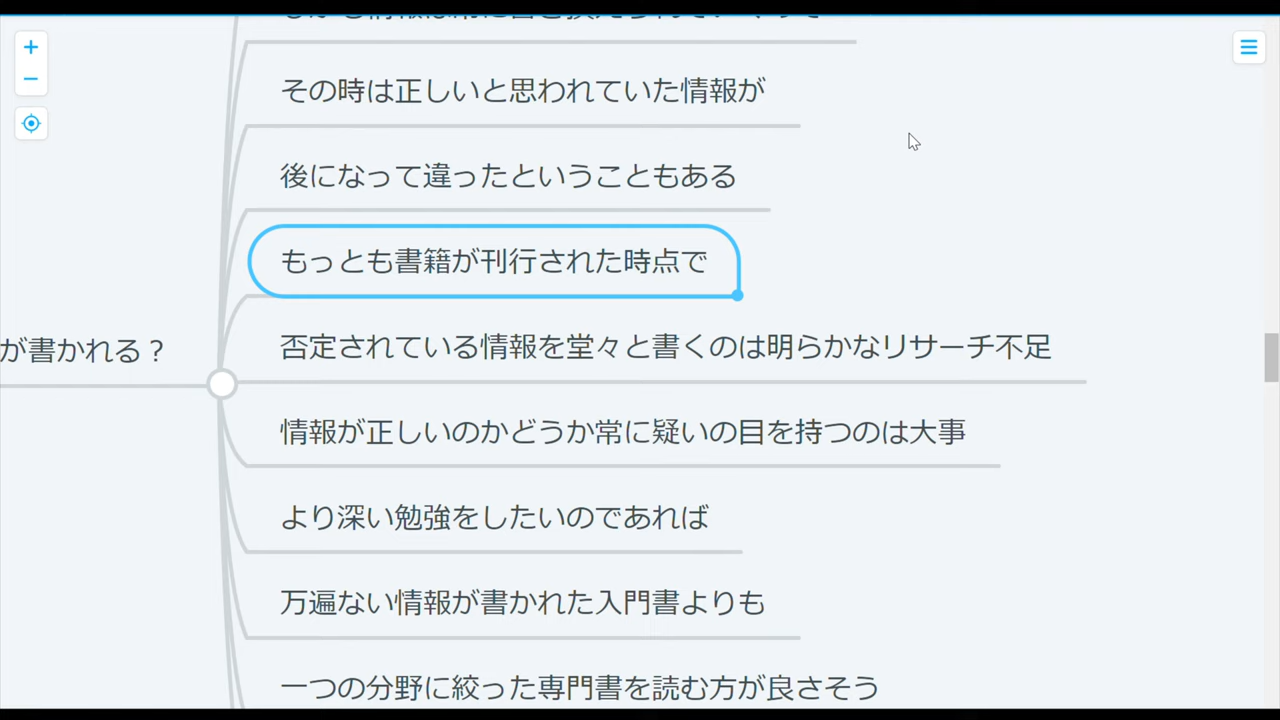 その時は正しいと思われていた情報が
後になって違ったということもある
もっとも書籍が刊行された時点で
が書かれる？
否定されている情報を堂々と書くのは明らかなリサーチ不足
情報が正しいのかどうか常に疑いの目を持つのは大事
より深い勉強をしたいのであれば
万遍ない情報が書かれた入門書よりも
一つの分野に絞った専門書を読む方が良さそう